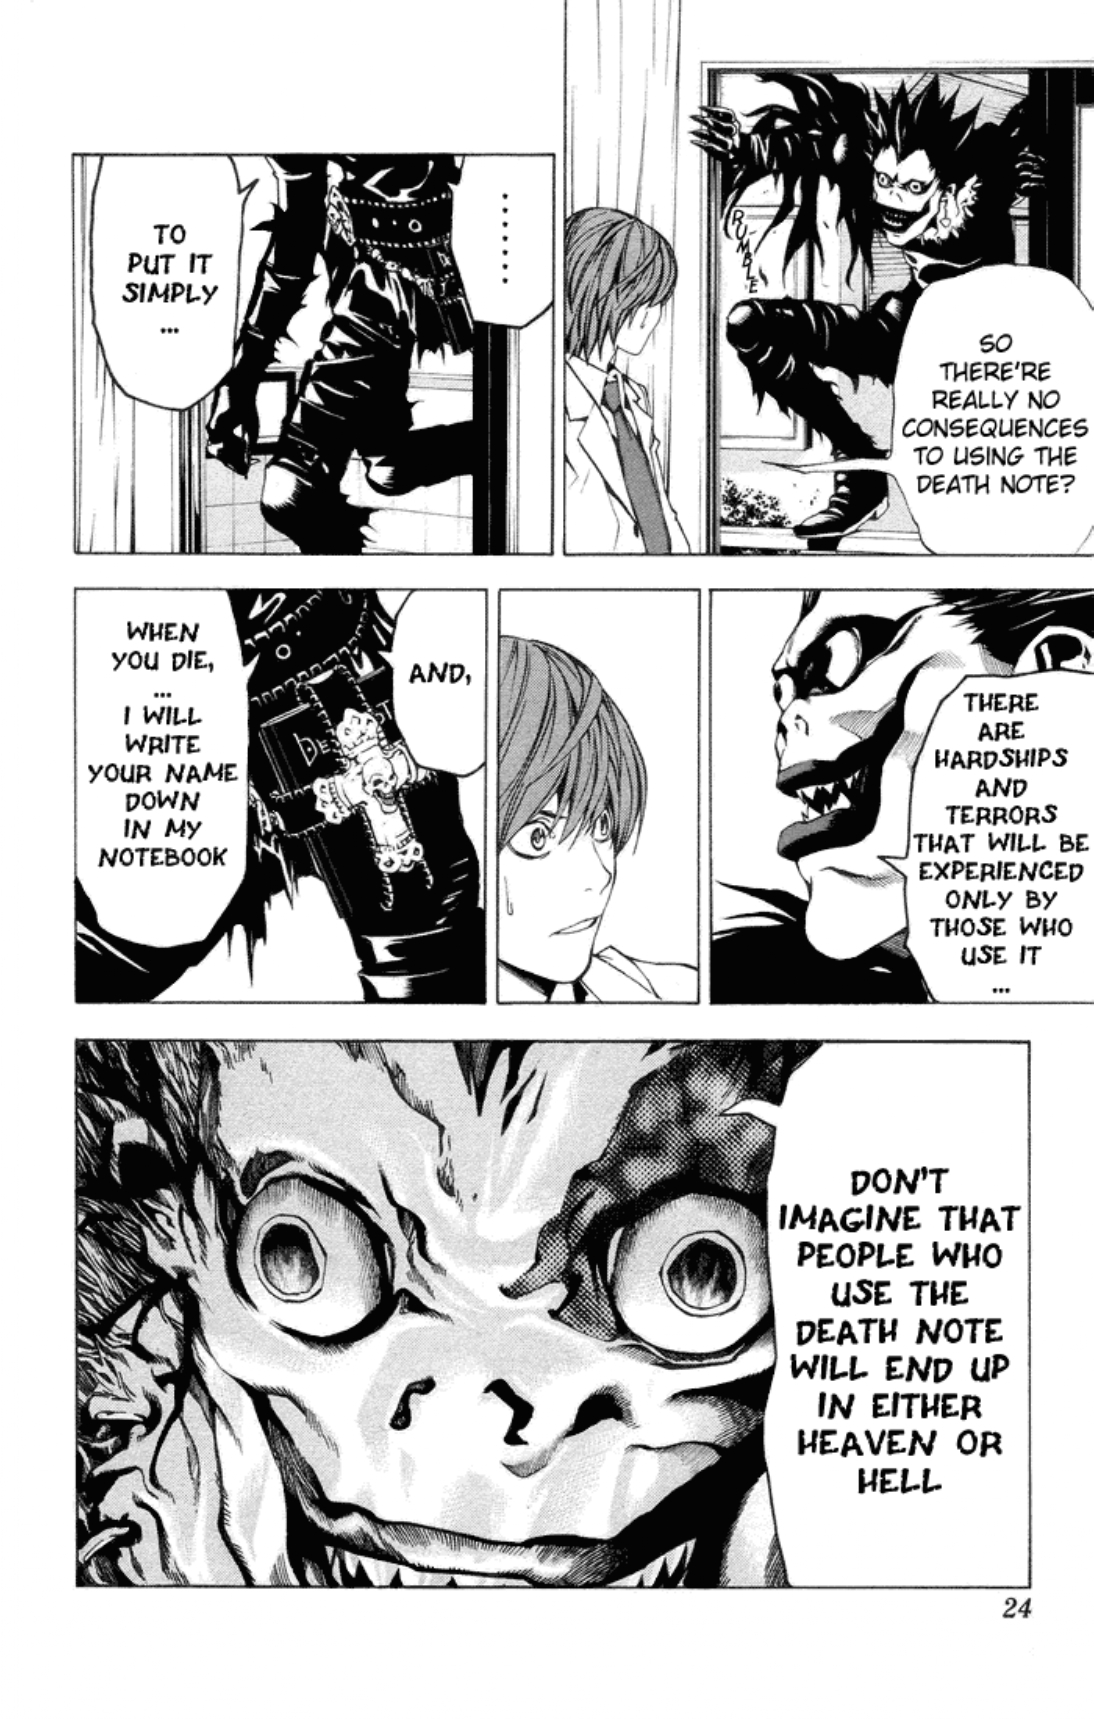 SO
THERE'RE
REALLY NO
CONSEQUENCES
TO USING THE
DEATH NOTE?
RUMBLE
.......
TO
PUT IT
SIMPLY
...
THERE
ARE
HARDSHIPS
AND
TERRORS
THAT WILL BE
EXPERIENCED
ONLY BY
THOSE WHO
USE IT
...
AND,
WHEN
YOU DIE,
...
I WILL
WRITE
YOUR NAME
DOWN
IN MY
NOTEBOOK
DON'T
IMAGINE THAT
PEOPLE WHO
USE THE
DEATH NOTE
WILL END UP
IN EITHER
HEAVEN OR
HELL
24